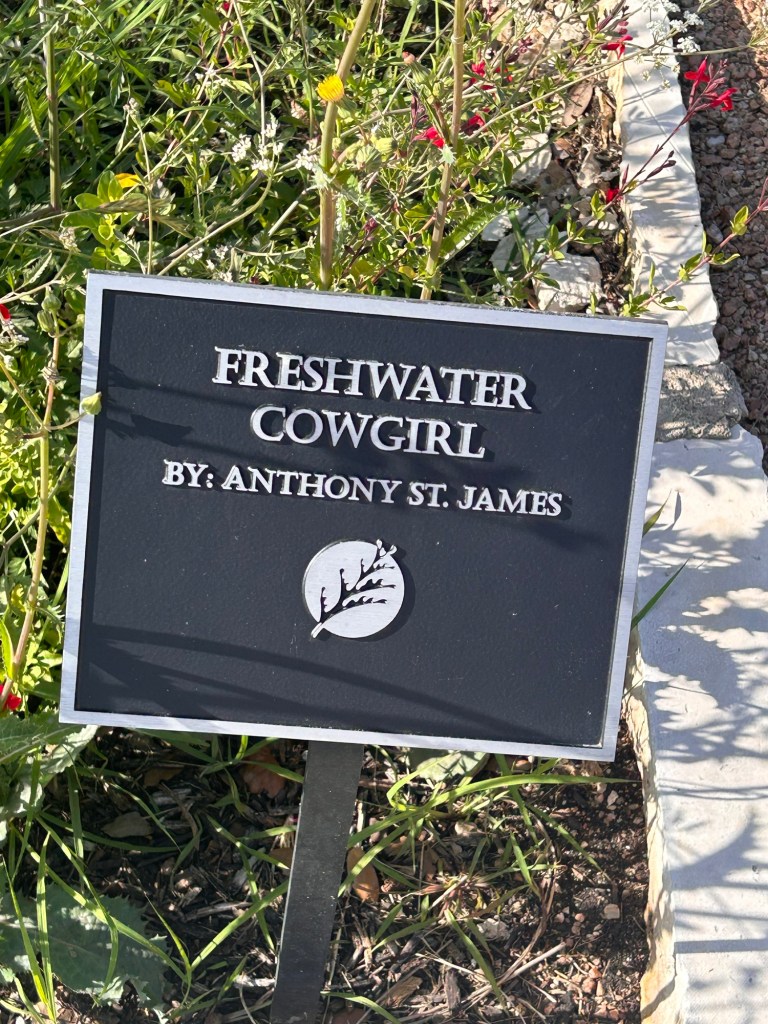 FRESHWATER
COWGIRL
BY: ANTHONY ST. JAMES